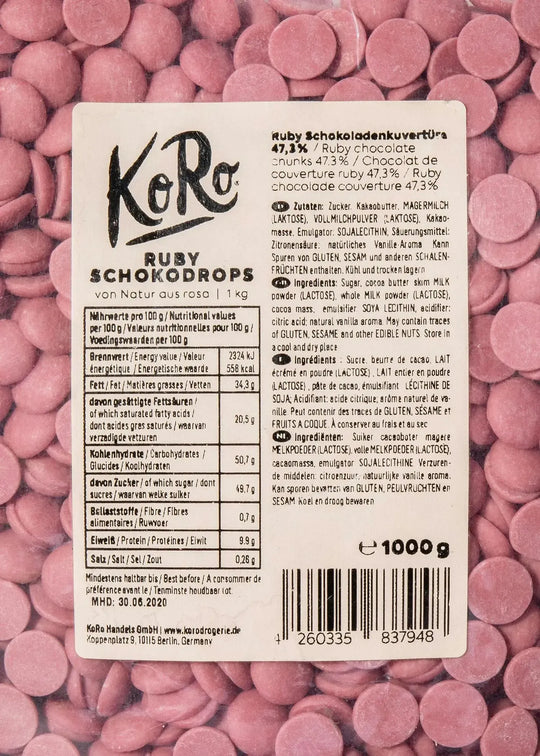 KoRo
RUBY
SCHOKODROPS
von Natur aus rosa | 1 kg
Nährwerte pro 100 g / Nutritional values
per 100 g / Valeurs nutritionnelles pour 100 g /
Voedingswaarden per 100 g
Brennwert / Energy value / Valeur
énergétique / Energetische waarde
2324 kJ
558 kcal
Fett / Fat / Matières grasses / Vetten 34,3 g
davon gesättigte Fettsäuren /
of which saturated fatty acids /
dont acides gras saturés / waarvan
verzadigde vetzuren
20,5 g
Kohlenhydrate / Carbohydrates /
Glucides / Koolhydraten
50,7 g
davon Zucker / of which sugar / dont
sucres / waarvan welke suiker
49,7 g
Ballaststoffe / Fibre / Fibres
alimentaires / Ruwvoer
0,7 g
Eiweiß / Protein / Protéines / Eiwit 9,9 g
Salz / Salt / Sel / Zout 0,26 g
Mindestens haltbar bis / Best before / A consommer de
préférence avant le / Tenminste houdbaar tot:
MHD: 30.06.2020
KoRo Handels GmbH | www.korodrogerie.de
Koppenplatz 9, 10115 Berlin, Germany
Ruby Schokoladenkuvertüre
47,3% / Ruby chocolate
chunks 47,3% / Chocolat de
couverture ruby 47,3% / Ruby
chocolade couverture 47,3%
D Zutaten: Zucker, Kakaobutter, MAGERMILCH
(LAKTOSE), VOLLMILCHPULVER (LAKTOSE), Kakao-
masse, Emulgator: SOJALECITHIN, Säuerungsmittel:
Zitronensäure; natürliches Vanille Aroma. Kann
Spuren von GLUTEN, SESAM und anderen SCHALEN-
FRÜCHTEN enthalten. Kühl und trocken lagern
GB Ingredients: Sugar, cocoa butter, skim MILK
powder (LACTOSE), whole MILK powder (LACTOSE),
cocoa mass, emulsifier SOYA LECITHIN, acidifier:
citric acid; natural vanilla aroma. May contain traces
of GLUTEN, SESAME and other EDIBLE NUTS. Store in
a cool and dry place
F Ingrédients : Sucre, beurre de cacao, LAIT
écrémé en poudre (LACTOSE), LAIT entier en poudre
(LACTOSE), pâte de cacao, émulsifiant LÉCITHINE DE
SOJA; Acidifiant: acide citrique, arôme naturel de va-
nille. Peut contenir des traces de GLUTEN, SÉSAME et
FRUITS A COQUE. À conserver au frais et au sec
NL Ingrediënten: Suiker cacaoboter magere
MELKPOEDER (LACTOSE), volle MELKPOEDER (LACTOSE),
cacaomassa, emulgator SOJALECITHINE Verzuren-
de middelen: citroenzuur, natuurlijke vanille aroma.
Kan sporen bevatten van GLUTEN, PEULVRUCHTEN en
SESAM. Koel en droog bewaren
℮ 1000 g
4 260335 837948